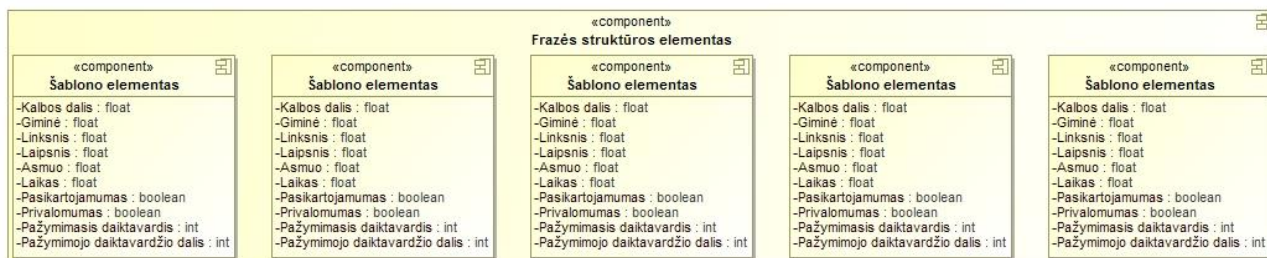 «component»
Frazės struktūros elementas
«component»
Šablono elementas
-Kalbos dalis : float
-Giminė : float
-Linksnis : float
-Laipsnis : float
-Asmuo : float
-Laikas : float
-Pasikartojamumas : boolean
-Privalomumas : boolean
-Pažymimasis daiktavardis : int
-Pažymimojo daiktavardžio dalis : int
«component»
Šablono elementas
-Kalbos dalis : float
-Giminė : float
-Linksnis : float
-Laipsnis : float
-Asmuo : float
-Laikas : float
-Pasikartojamumas : boolean
-Privalomumas : boolean
-Pažymimasis daiktavardis : int
-Pažymimojo daiktavardžio dalis : int
«component»
Šablono elementas
-Kalbos dalis : float
-Giminė : float
-Linksnis : float
-Laipsnis : float
-Asmuo : float
-Laikas : float
-Pasikartojamumas : boolean
-Privalomumas : boolean
-Pažymimasis daiktavardis : int
-Pažymimojo daiktavardžio dalis : int
«component»
Šablono elementas
-Kalbos dalis : float
-Giminė : float
-Linksnis : float
-Laipsnis : float
-Asmuo : float
-Laikas : float
-Pasikartojamumas : boolean
-Privalomumas : boolean
-Pažymimasis daiktavardis : int
-Pažymimojo daiktavardžio dalis : int
«component»
Šablono elementas
-Kalbos dalis : float
-Giminė : float
-Linksnis : float
-Laipsnis : float
-Asmuo : float
-Laikas : float
-Pasikartojamumas : boolean
-Privalomumas : boolean
-Pažymimasis daiktavardis : int
-Pažymimojo daiktavardžio dalis : int